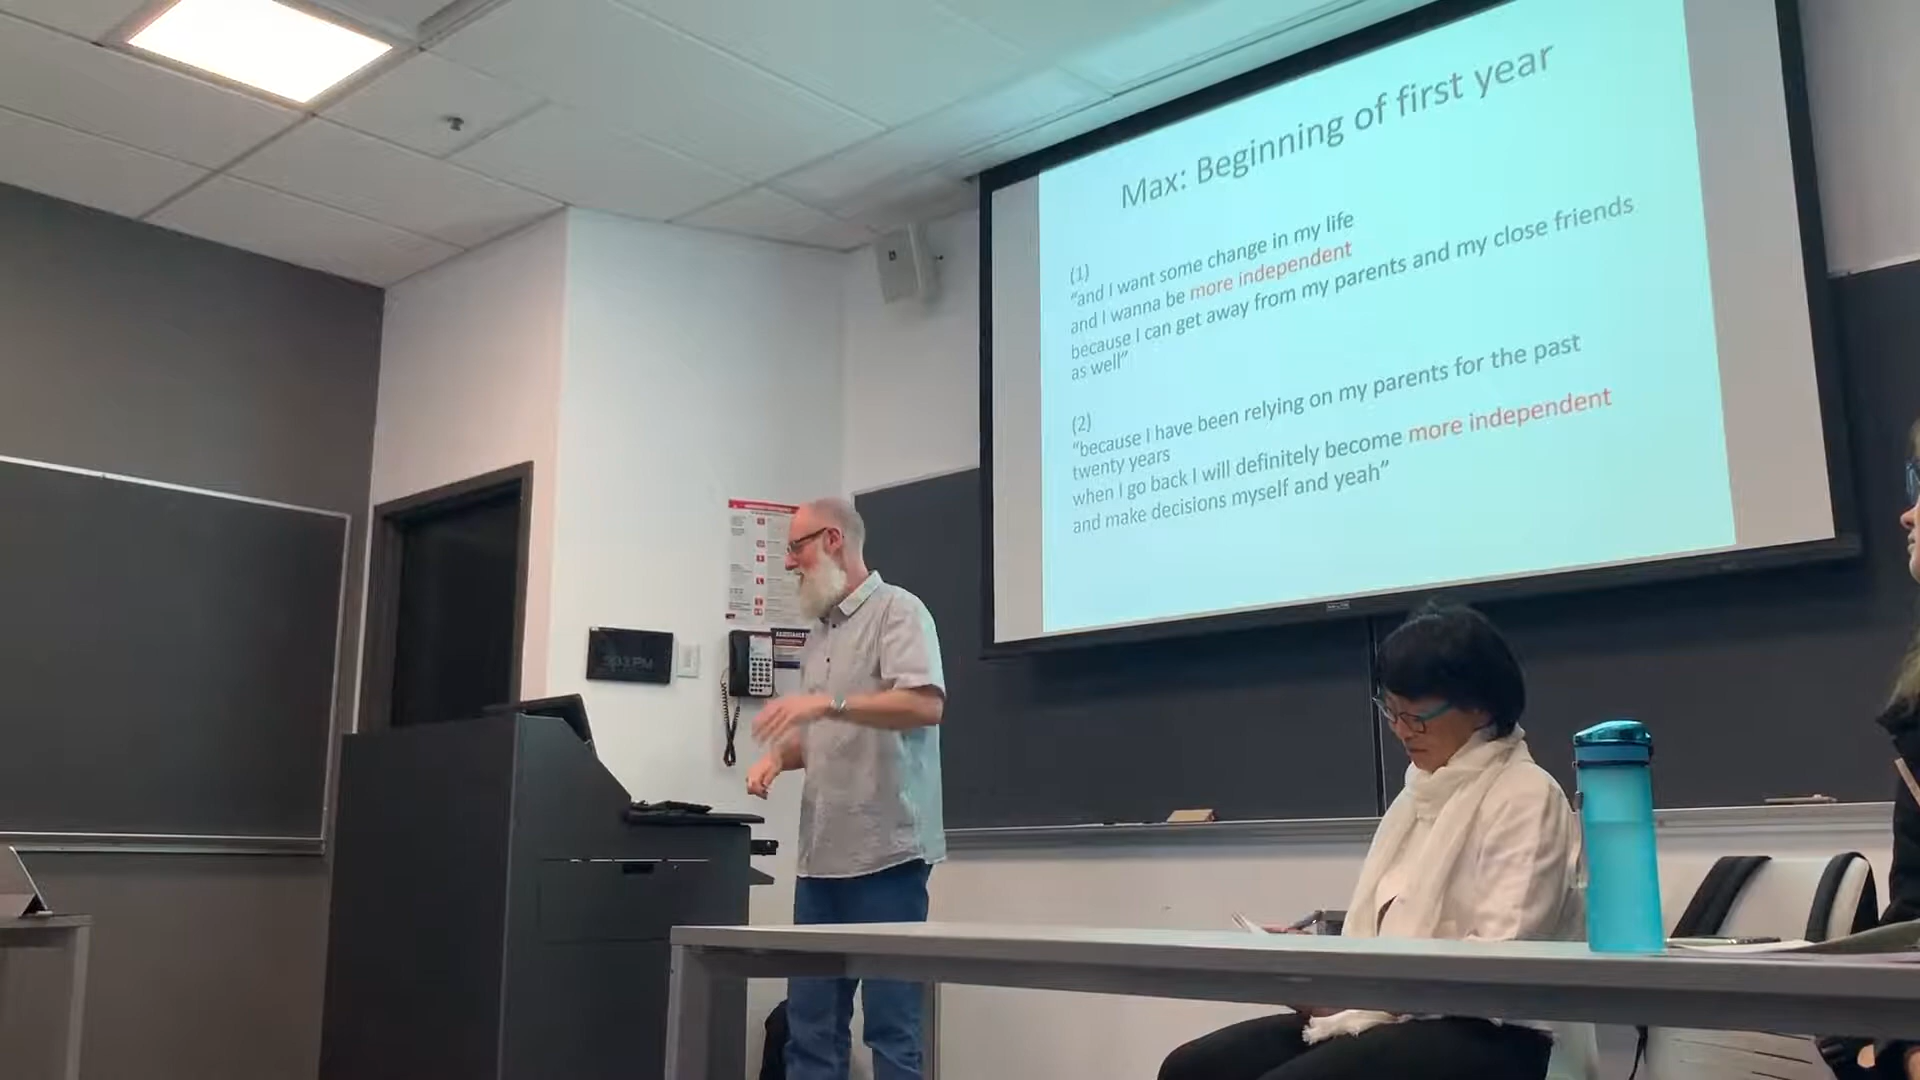 Max: Beginning of first year
(1)
“and I want some change in my life
and I wanna be more independent
because I can get away from my parents and my close friends
as well”
(2)
“because I have been relying on my parents for the past
twenty years
when I go back I will definitely become more independent
and make decisions myself and yeah”